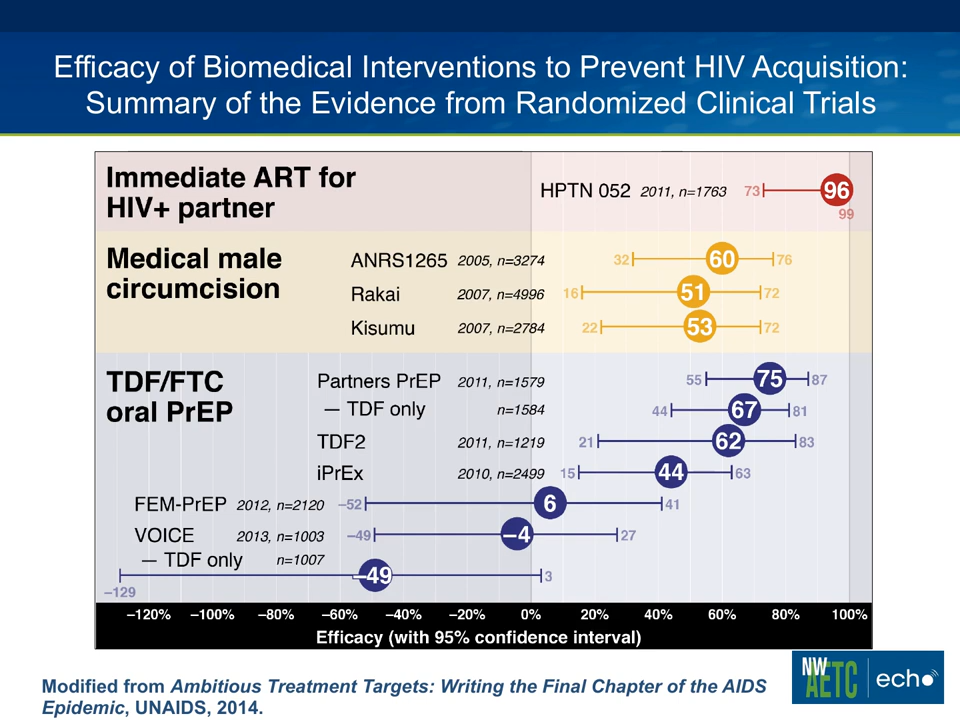 Efficacy of Biomedical Interventions to Prevent HIV Acquisition:
Summary of the Evidence from Randomized Clinical Trials
Immediate ART for
HIV+ partner
HPTN 052 2011, n=1763 73 96
99
Medical male
circumcision
ANRS1265 2005, n=3274 32 60 76
Rakai 2007, n=4996 16 51 72
Kisumu 2007, n=2784 22 53 72
TDF/FTC
oral PrEP
Partners PrEP 2011, n=1579 55 75 87
— TDF only n=1584 44 67 81
TDF2 2011, n=1219 21 62 83
iPrEx 2010, n=2499 15 44 63
FEM-PrEP 2012, n=2120 –52 6 41
VOICE 2013, n=1003 –49 –4 27
— TDF only n=1007
–129 –49 3
–120% –100% –80% –60% –40% –20% 0% 20% 40% 60% 80% 100%
Efficacy (with 95% confidence interval)
Modified from Ambitious Treatment Targets: Writing the Final Chapter of the AIDS
Epidemic, UNAIDS, 2014.
NW
AETC echo